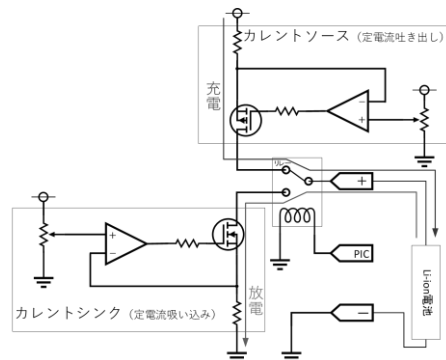 カレントソース（定電流吐き出し）
充電
−
+
リレー
+
+
−
PIC
Li-ion電池
放電
カレントシンク（定電流吸い込み）
−